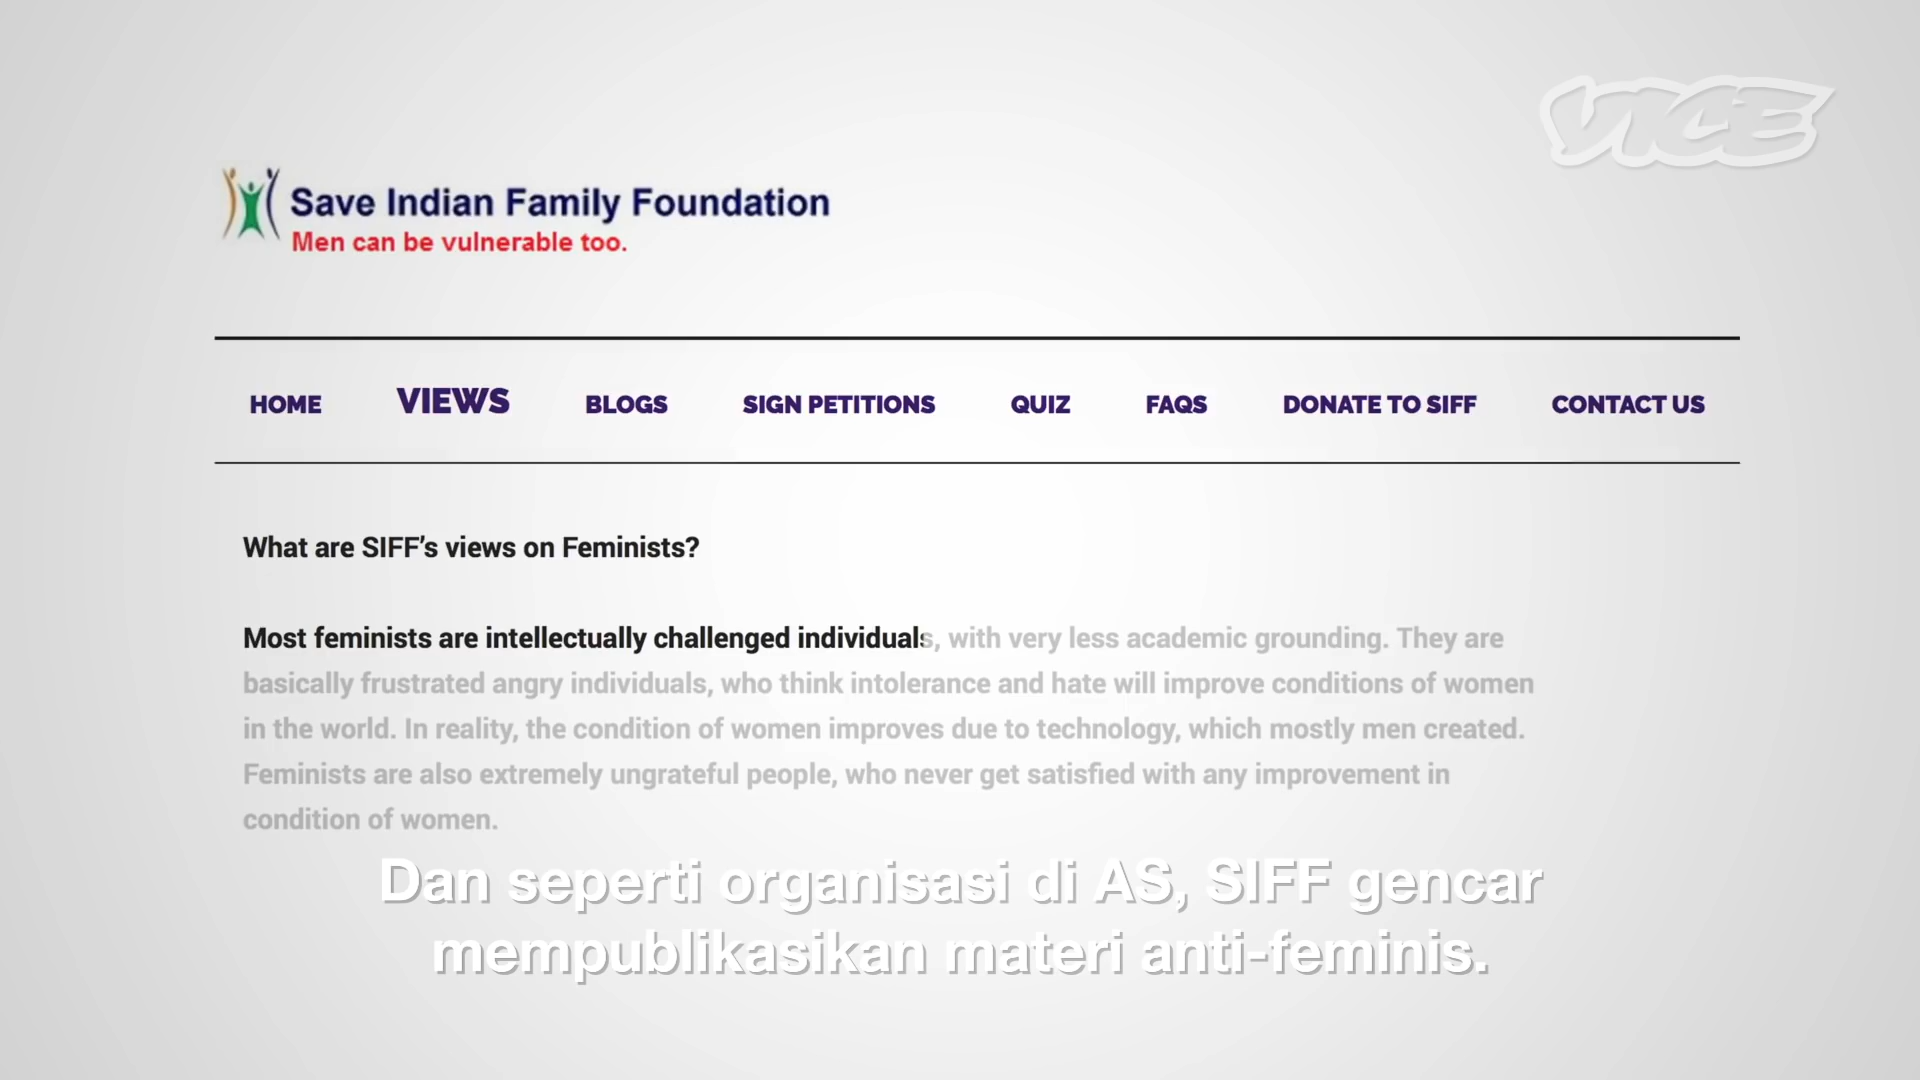 VICE
Save Indian Family Foundation
Men can be vulnerable too.
HOME VIEWS BLOGS SIGN PETITIONS QUIZ FAQS DONATE TO SIFF CONTACT US
What are SIFF’s views on Feminists?
Most feminists are intellectually challenged individuals, with very less academic grounding. They are
basically frustrated angry individuals, who think intolerance and hate will improve conditions of women
in the world. In reality, the condition of women improves due to technology, which mostly men created.
Feminists are also extremely ungrateful people, who never get satisfied with any improvement in
condition of women.
Dan seperti organisasi di AS, SIFF gencar
mempublikasikan materi anti-feminis.